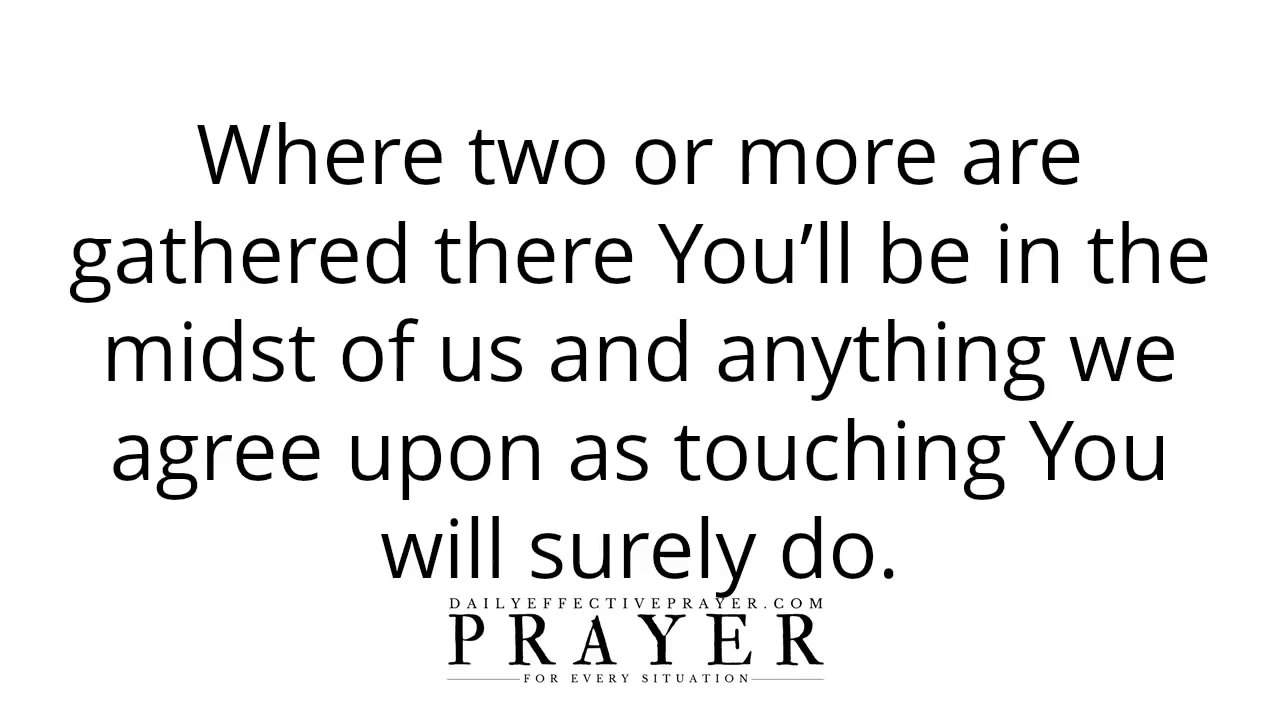 Where two or more are
gathered there You’ll be in the
midst of us and anything we
agree upon as touching You
will surely do.
DAILYEFFECTIVEPRAYER.COM
PRAYER
FOR EVERY SITUATION